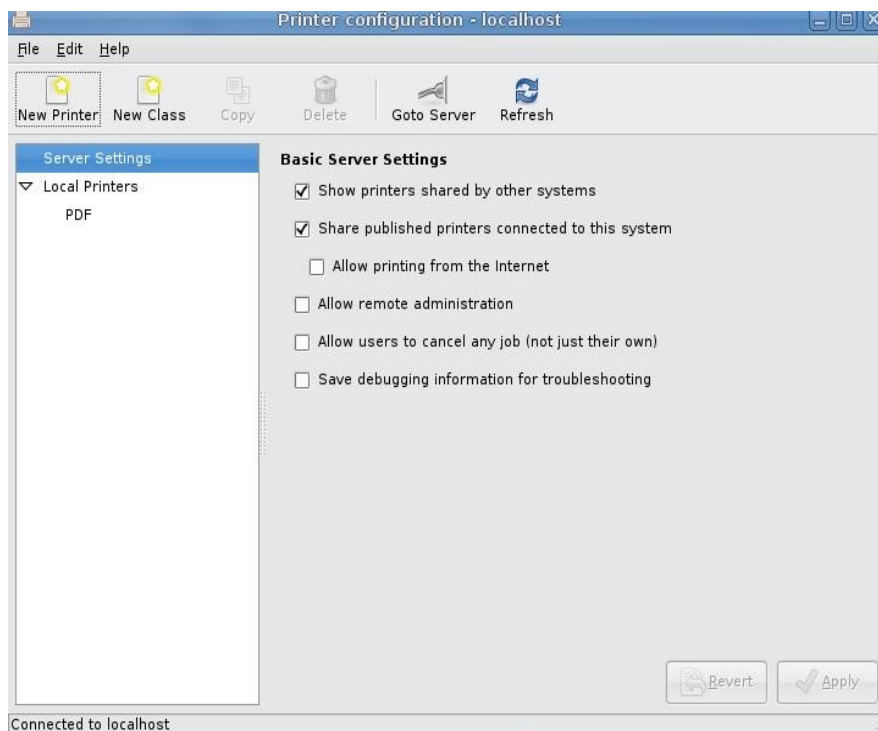 Printer configuration - localhost
File Edit Help
New Printer New Class Copy Delete Goto Server Refresh
Server Settings
Local Printers
PDF
Basic Server Settings
Show printers shared by other systems
Share published printers connected to this system
Allow printing from the Internet
Allow remote administration
Allow users to cancel any job (not just their own)
Save debugging information for troubleshooting
Revert Apply
Connected to localhost